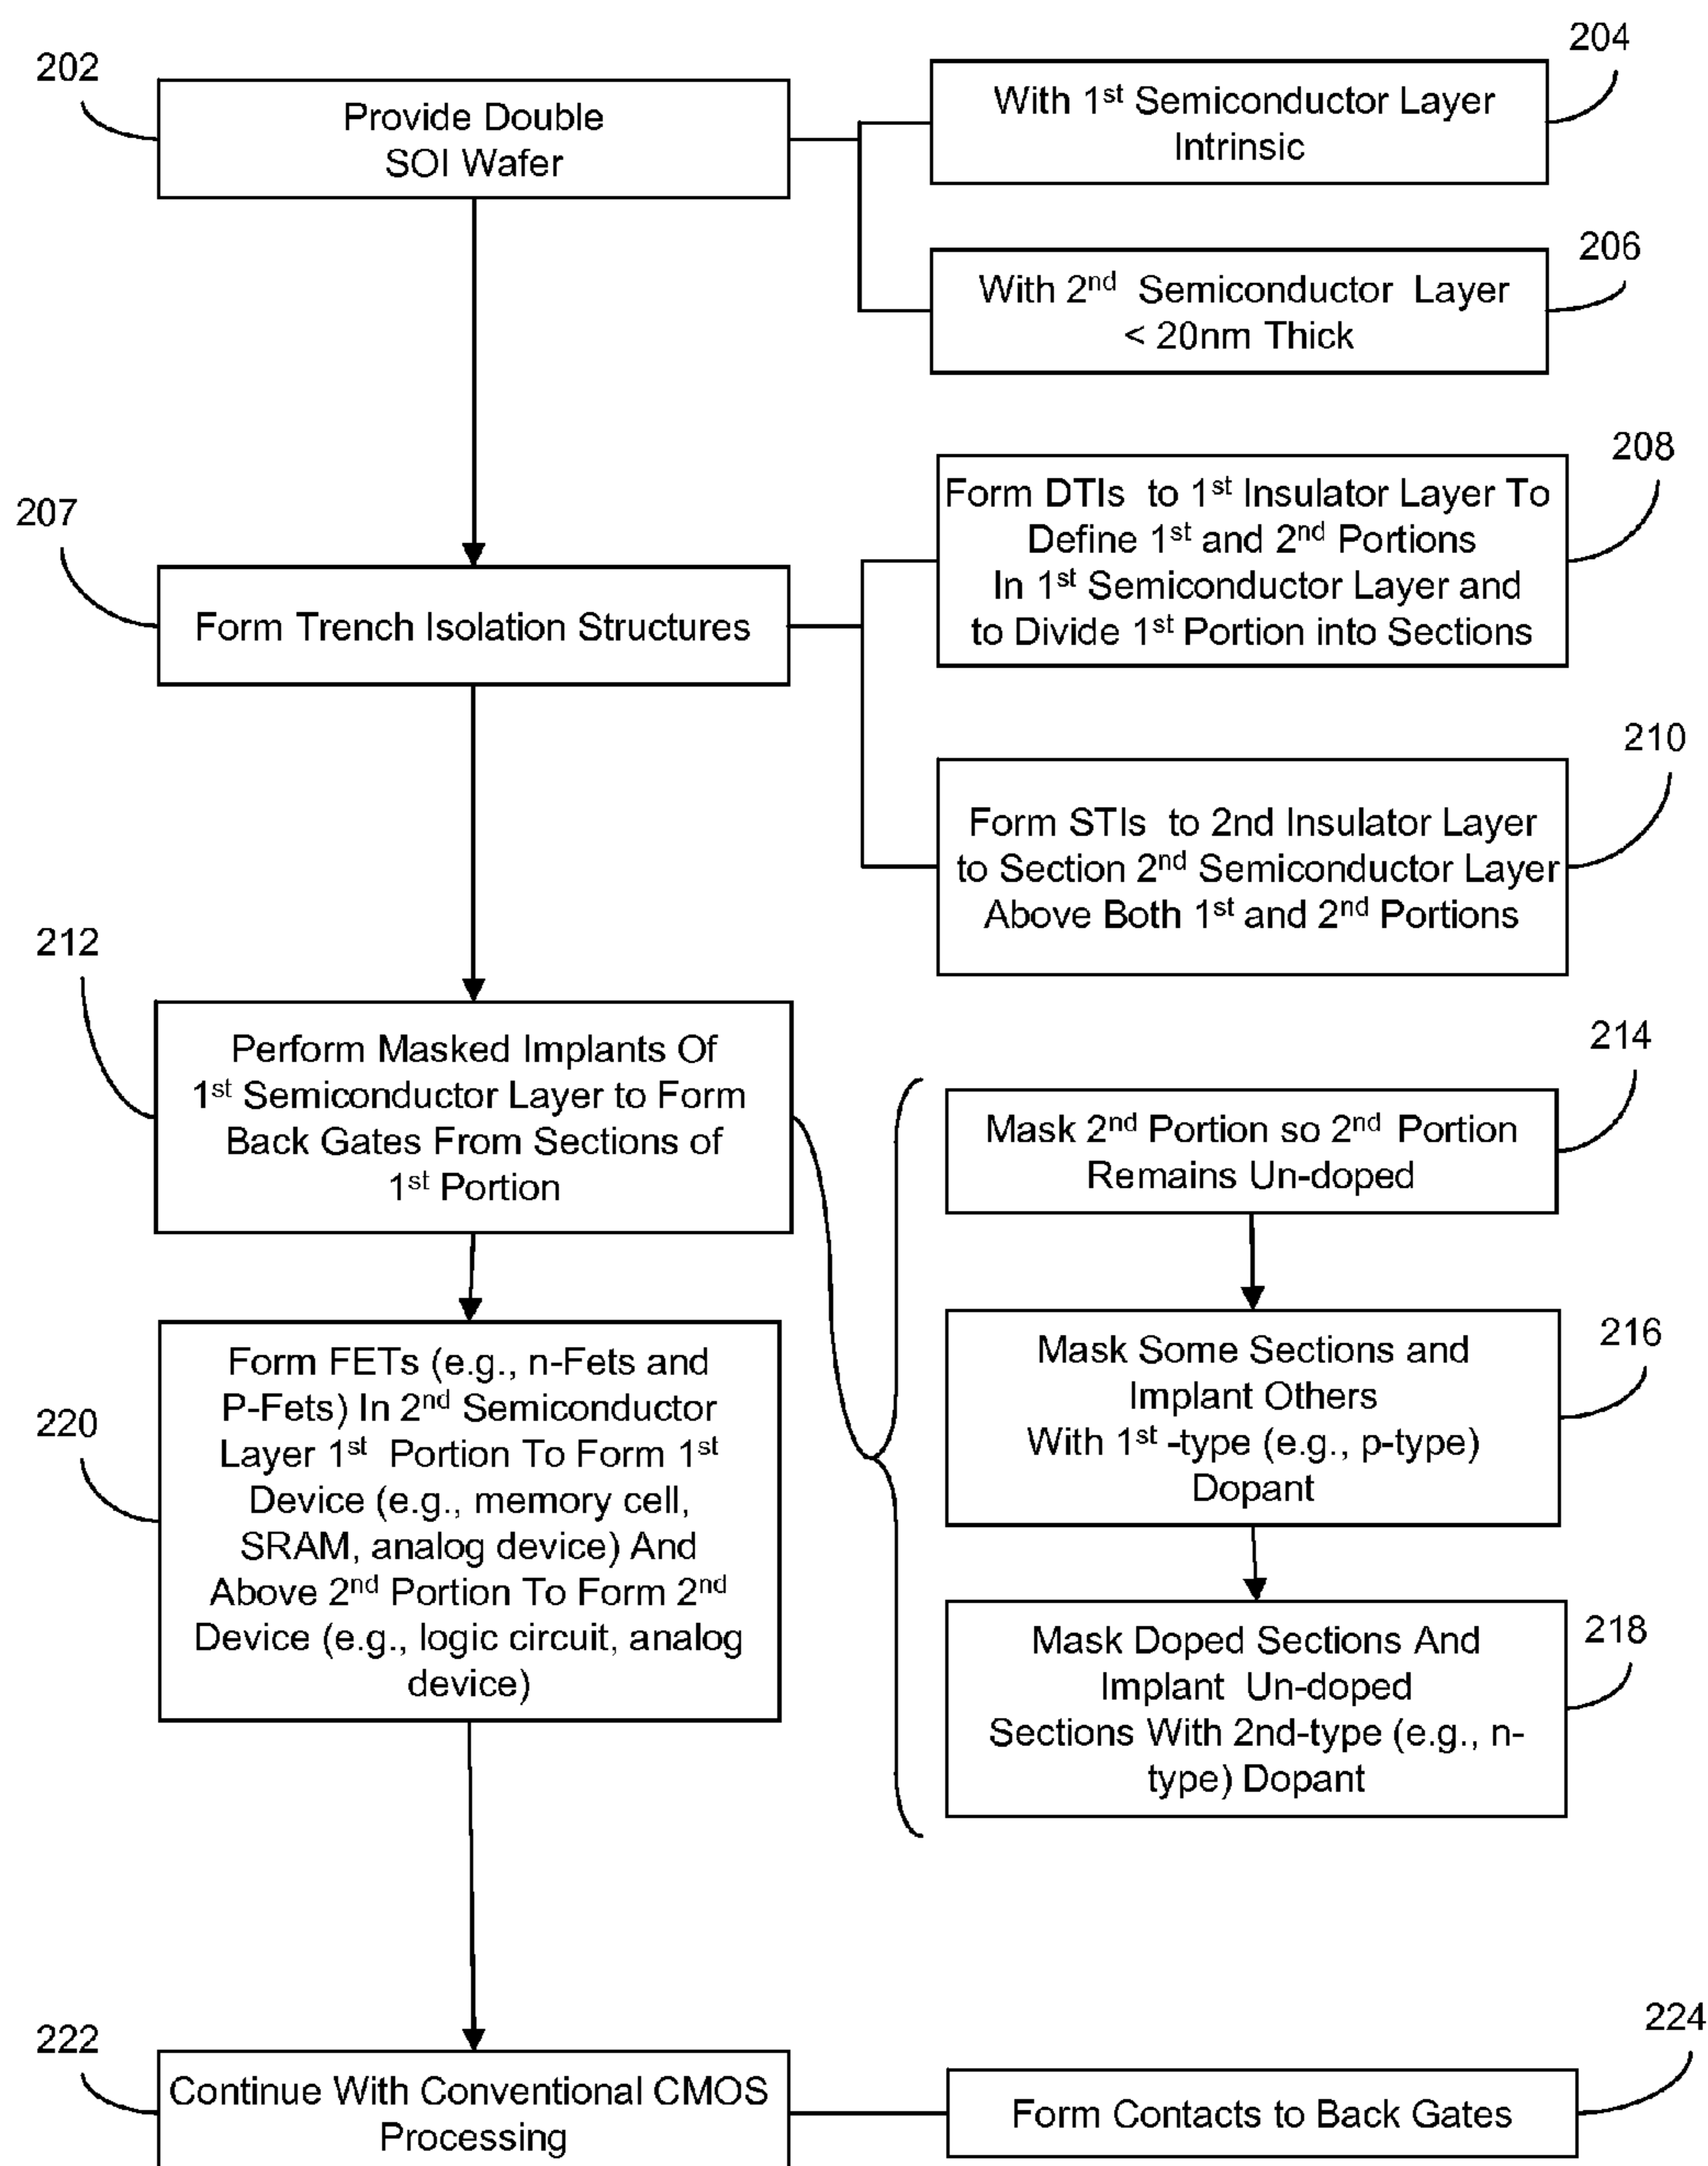 202
Provide Double
SOI Wafer
204
With 1st Semiconductor Layer
Intrinsic
206
With 2nd Semiconductor Layer
< 20nm Thick
207
Form Trench Isolation Structures
208
Form DTIs to 1st Insulator Layer To
Define 1st and 2nd Portions
In 1st Semiconductor Layer and
to Divide 1st Portion into Sections
210
Form STIs to 2nd Insulator Layer
to Section 2nd Semiconductor Layer
Above Both 1st and 2nd Portions
212
Perform Masked Implants Of
1st Semiconductor Layer to Form
Back Gates From Sections of
1st Portion
214
Mask 2nd Portion so 2nd Portion
Remains Un-doped
216
Mask Some Sections and
Implant Others
With 1st -type (e.g., p-type)
Dopant
218
Mask Doped Sections And
Implant Un-doped
Sections With 2nd-type (e.g., n-
type) Dopant
220
Form FETs (e.g., n-Fets and
P-Fets) In 2nd Semiconductor
Layer 1st Portion To Form 1st
Device (e.g., memory cell,
SRAM, analog device) And
Above 2nd Portion To Form 2nd
Device (e.g., logic circuit, analog
device)
222
Continue With Conventional CMOS
Processing
224
Form Contacts to Back Gates